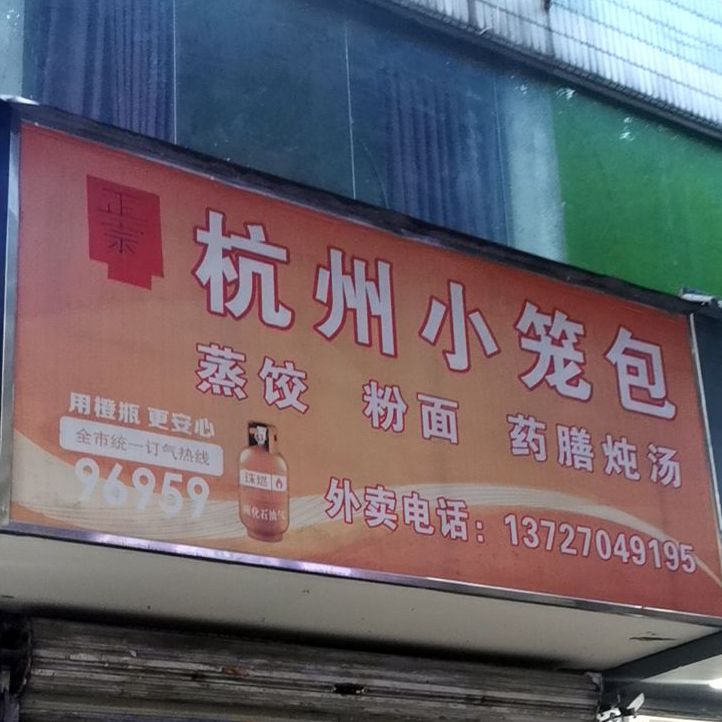 正宗
杭州小笼包
蒸饺 粉面 药膳炖汤
用橙瓶 更安心
全市统一订气热线
96959
珠燃
液化石油气
外卖电话：13727049195